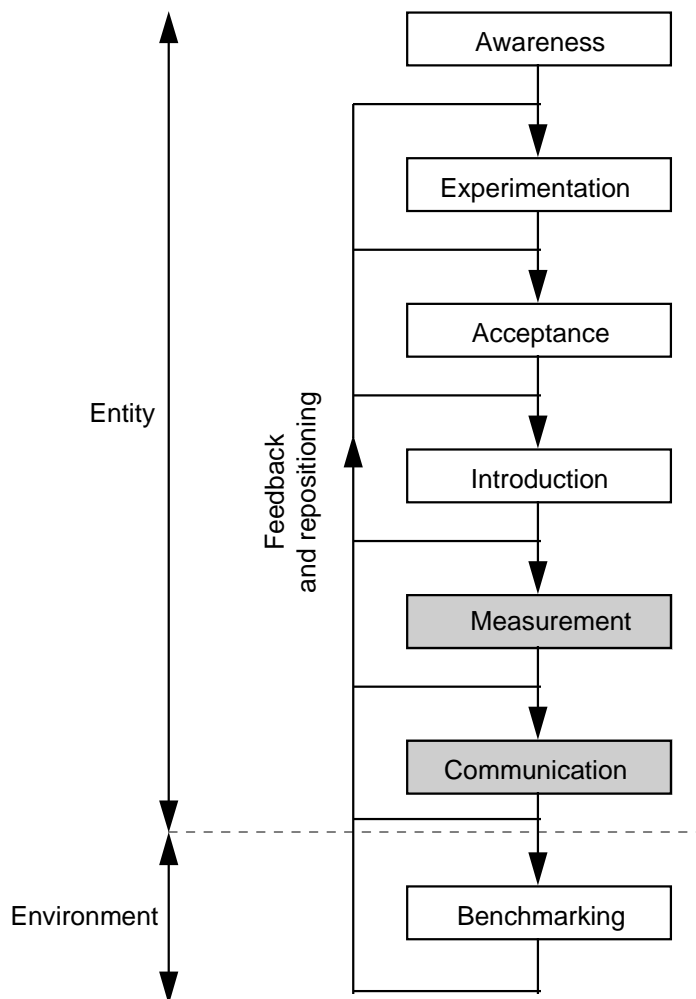 Awareness
Experimentation
Acceptance
Entity
Feedback
and repositioning
Introduction
Measurement
Communication
Environment
Benchmarking